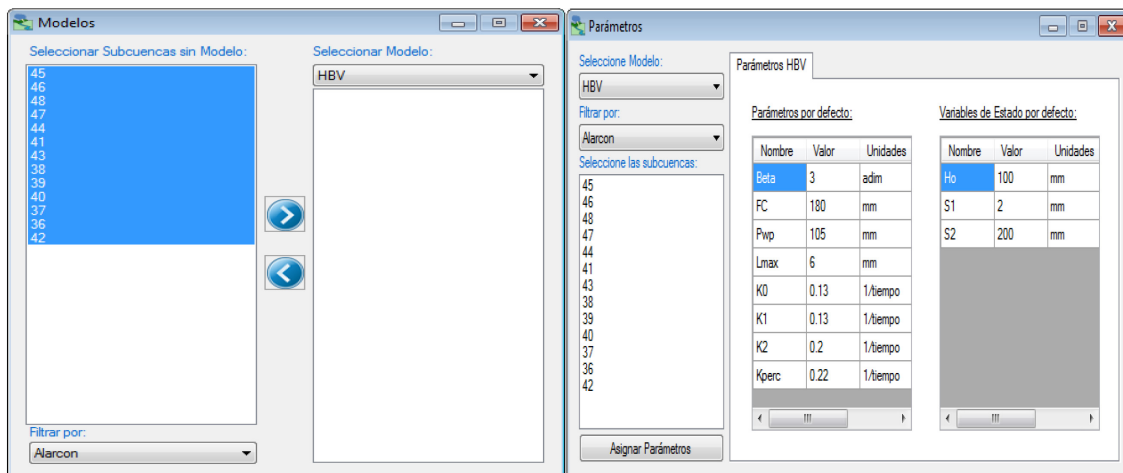 Modelos
Seleccionar Subcuencas sin Modelo:
45
46
48
47
44
41
43
38
39
40
37
36
42
Filtrar por:
Alarcon
Seleccionar Modelo:
HBV
Parámetros
Seleccione Modelo:
HBV
Filtrar por:
Alarcon
Seleccione las subcuencas:
45
46
48
47
44
41
43
38
39
40
37
36
42
Asignar Parámetros
Parámetros HBV
Parámetros por defecto:
Nombre Valor Unidades
Beta 3 adim
FC 180 mm
Pwp 105 mm
Lmax 6 mm
K0 0.13 1/tiempo
K1 0.13 1/tiempo
K2 0.2 1/tiempo
Kperc 0.22 1/tiempo
Variables de Estado por defecto:
Nombre Valor Unidades
Ho 100 mm
S1 2 mm
S2 200 mm